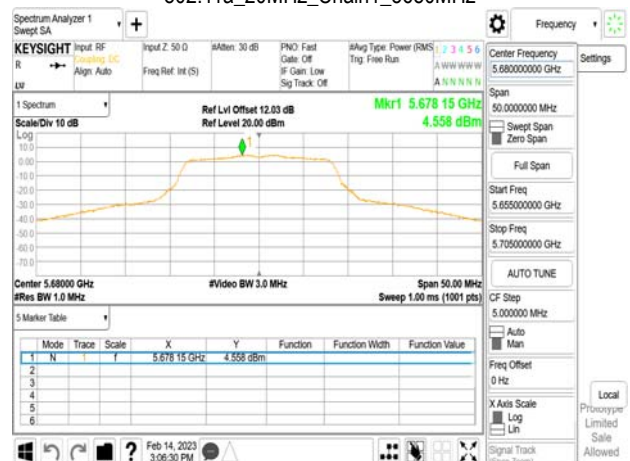 Spectrum Analyzer 1
Swept SA
KEYSIGHT
R
Input: RF
Coupling: DC
Align: Auto
Input Z: 50 Ω
Freq Ref: Int (S)
#Atten: 30 dB
PNO: Fast
Gate: Off
IF Gain: Low
Sig Track: Off
#Avg Type: Power (RMS)
Trig: Free Run
1 2 3 4 5 6
A W W W W W
A N N N N N
1 Spectrum
Scale/Div 10 dB
Ref Lvl Offset 12.03 dB
Ref Level 20.00 dBm
Mkr1 5.678 15 GHz
4.558 dBm
Log
10.0
0.00
-10.0
-20.0
-30.0
-40.0
-50.0
-60.0
-70.0
1
Center 5.68000 GHz
#Res BW 1.0 MHz
#Video BW 3.0 MHz
Span 50.00 MHz
Sweep 1.00 ms (1001 pts)
5 Marker Table
Mode Trace Scale X Y Function Function Width Function Value
1 N 1 f 5.678 15 GHz 4.558 dBm
2
3
4
5
6
?
Feb 14, 2023
3:06:30 PM
Frequency
Settings
Center Frequency
5.680000000 GHz
Span
50.0000000 MHz
Swept Span
Zero Span
Full Span
Start Freq
5.655000000 GHz
Stop Freq
5.705000000 GHz
AUTO TUNE
CF Step
5.000000 MHz
Auto
Man
Freq Offset
0 Hz
X Axis Scale
Log
Lin
Signal Track
Local
Prototype
Limited
Sale
Allowed